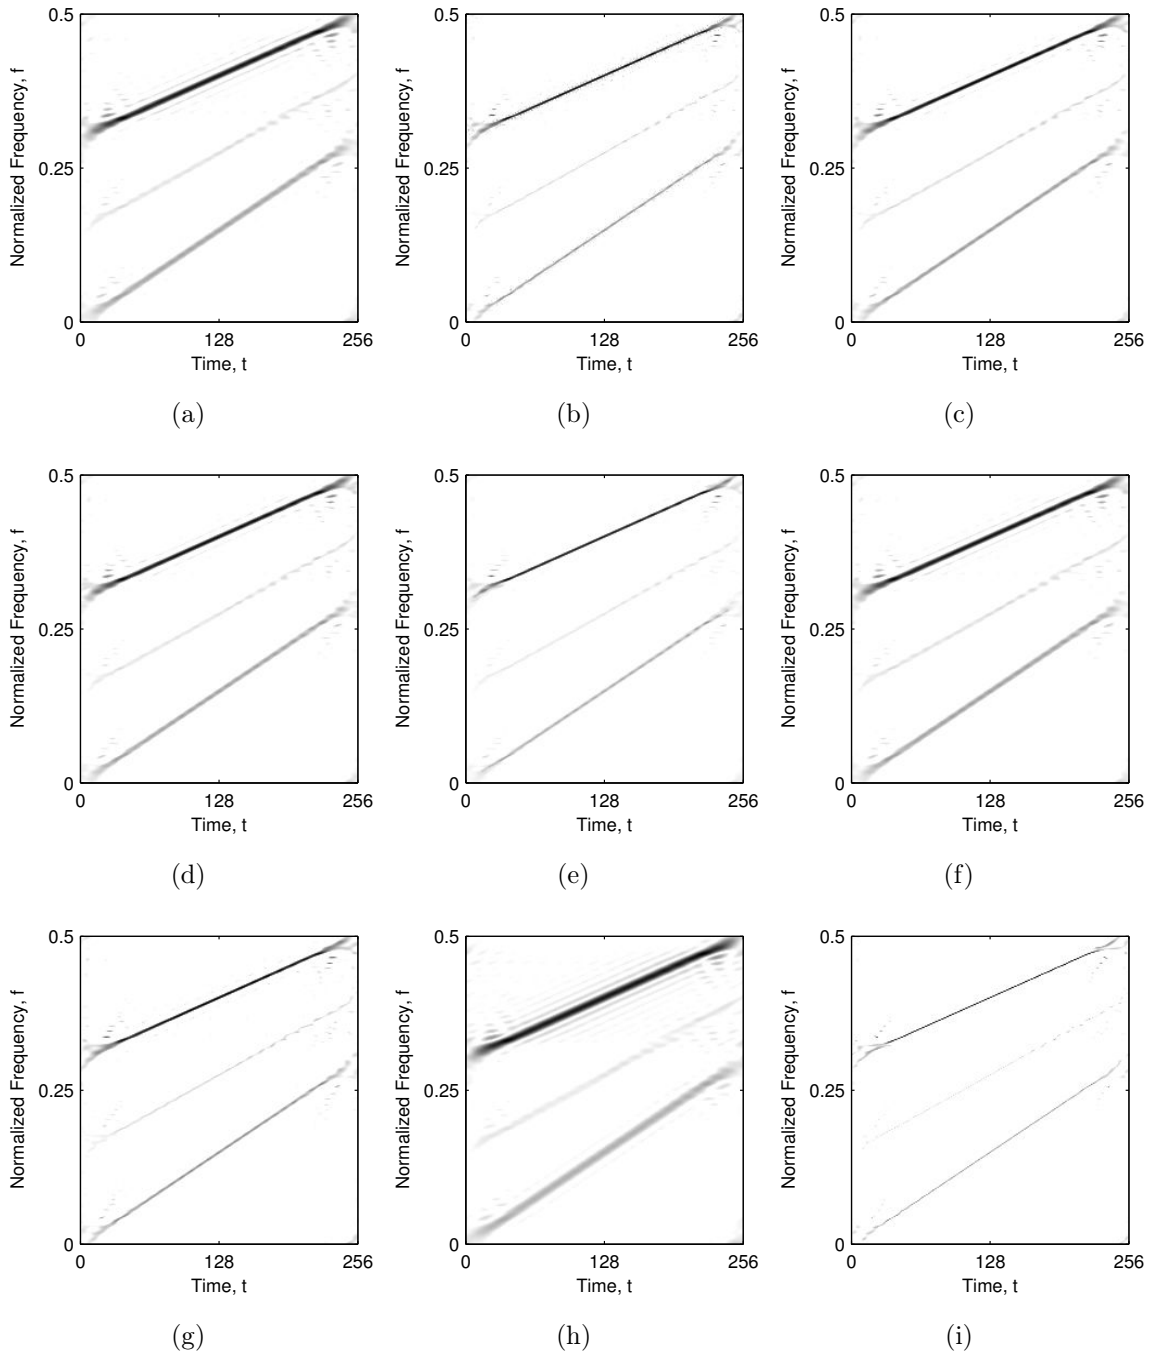 0.5
Normalized Frequency, f
0.25
0
0
128
256
Time, t
(a)
0.5
Normalized Frequency, f
0.25
0
0
128
256
Time, t
(b)
0.5
Normalized Frequency, f
0.25
0
0
128
256
Time, t
(c)
0.5
Normalized Frequency, f
0.25
0
0
128
256
Time, t
(d)
0.5
Normalized Frequency, f
0.25
0
0
128
256
Time, t
(e)
0.5
Normalized Frequency, f
0.25
0
0
128
256
Time, t
(f)
0.5
Normalized Frequency, f
0.25
0
0
128
256
Time, t
(g)
0.5
Normalized Frequency, f
0.25
0
0
128
256
Time, t
(h)
0.5
Normalized Frequency, f
0.25
0
0
128
256
Time, t
(i)